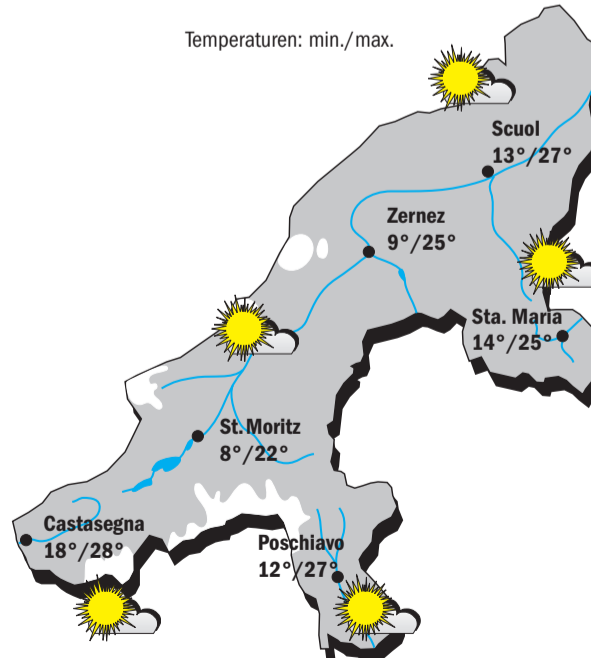 Temperaturen: min./max.
Scuol
13°/27°
Zernez
9°/25°
Sta. Maria
14°/25°
St. Moritz
8°/22°
Castasegna
18°/28°
Poschiavo
12°/27°